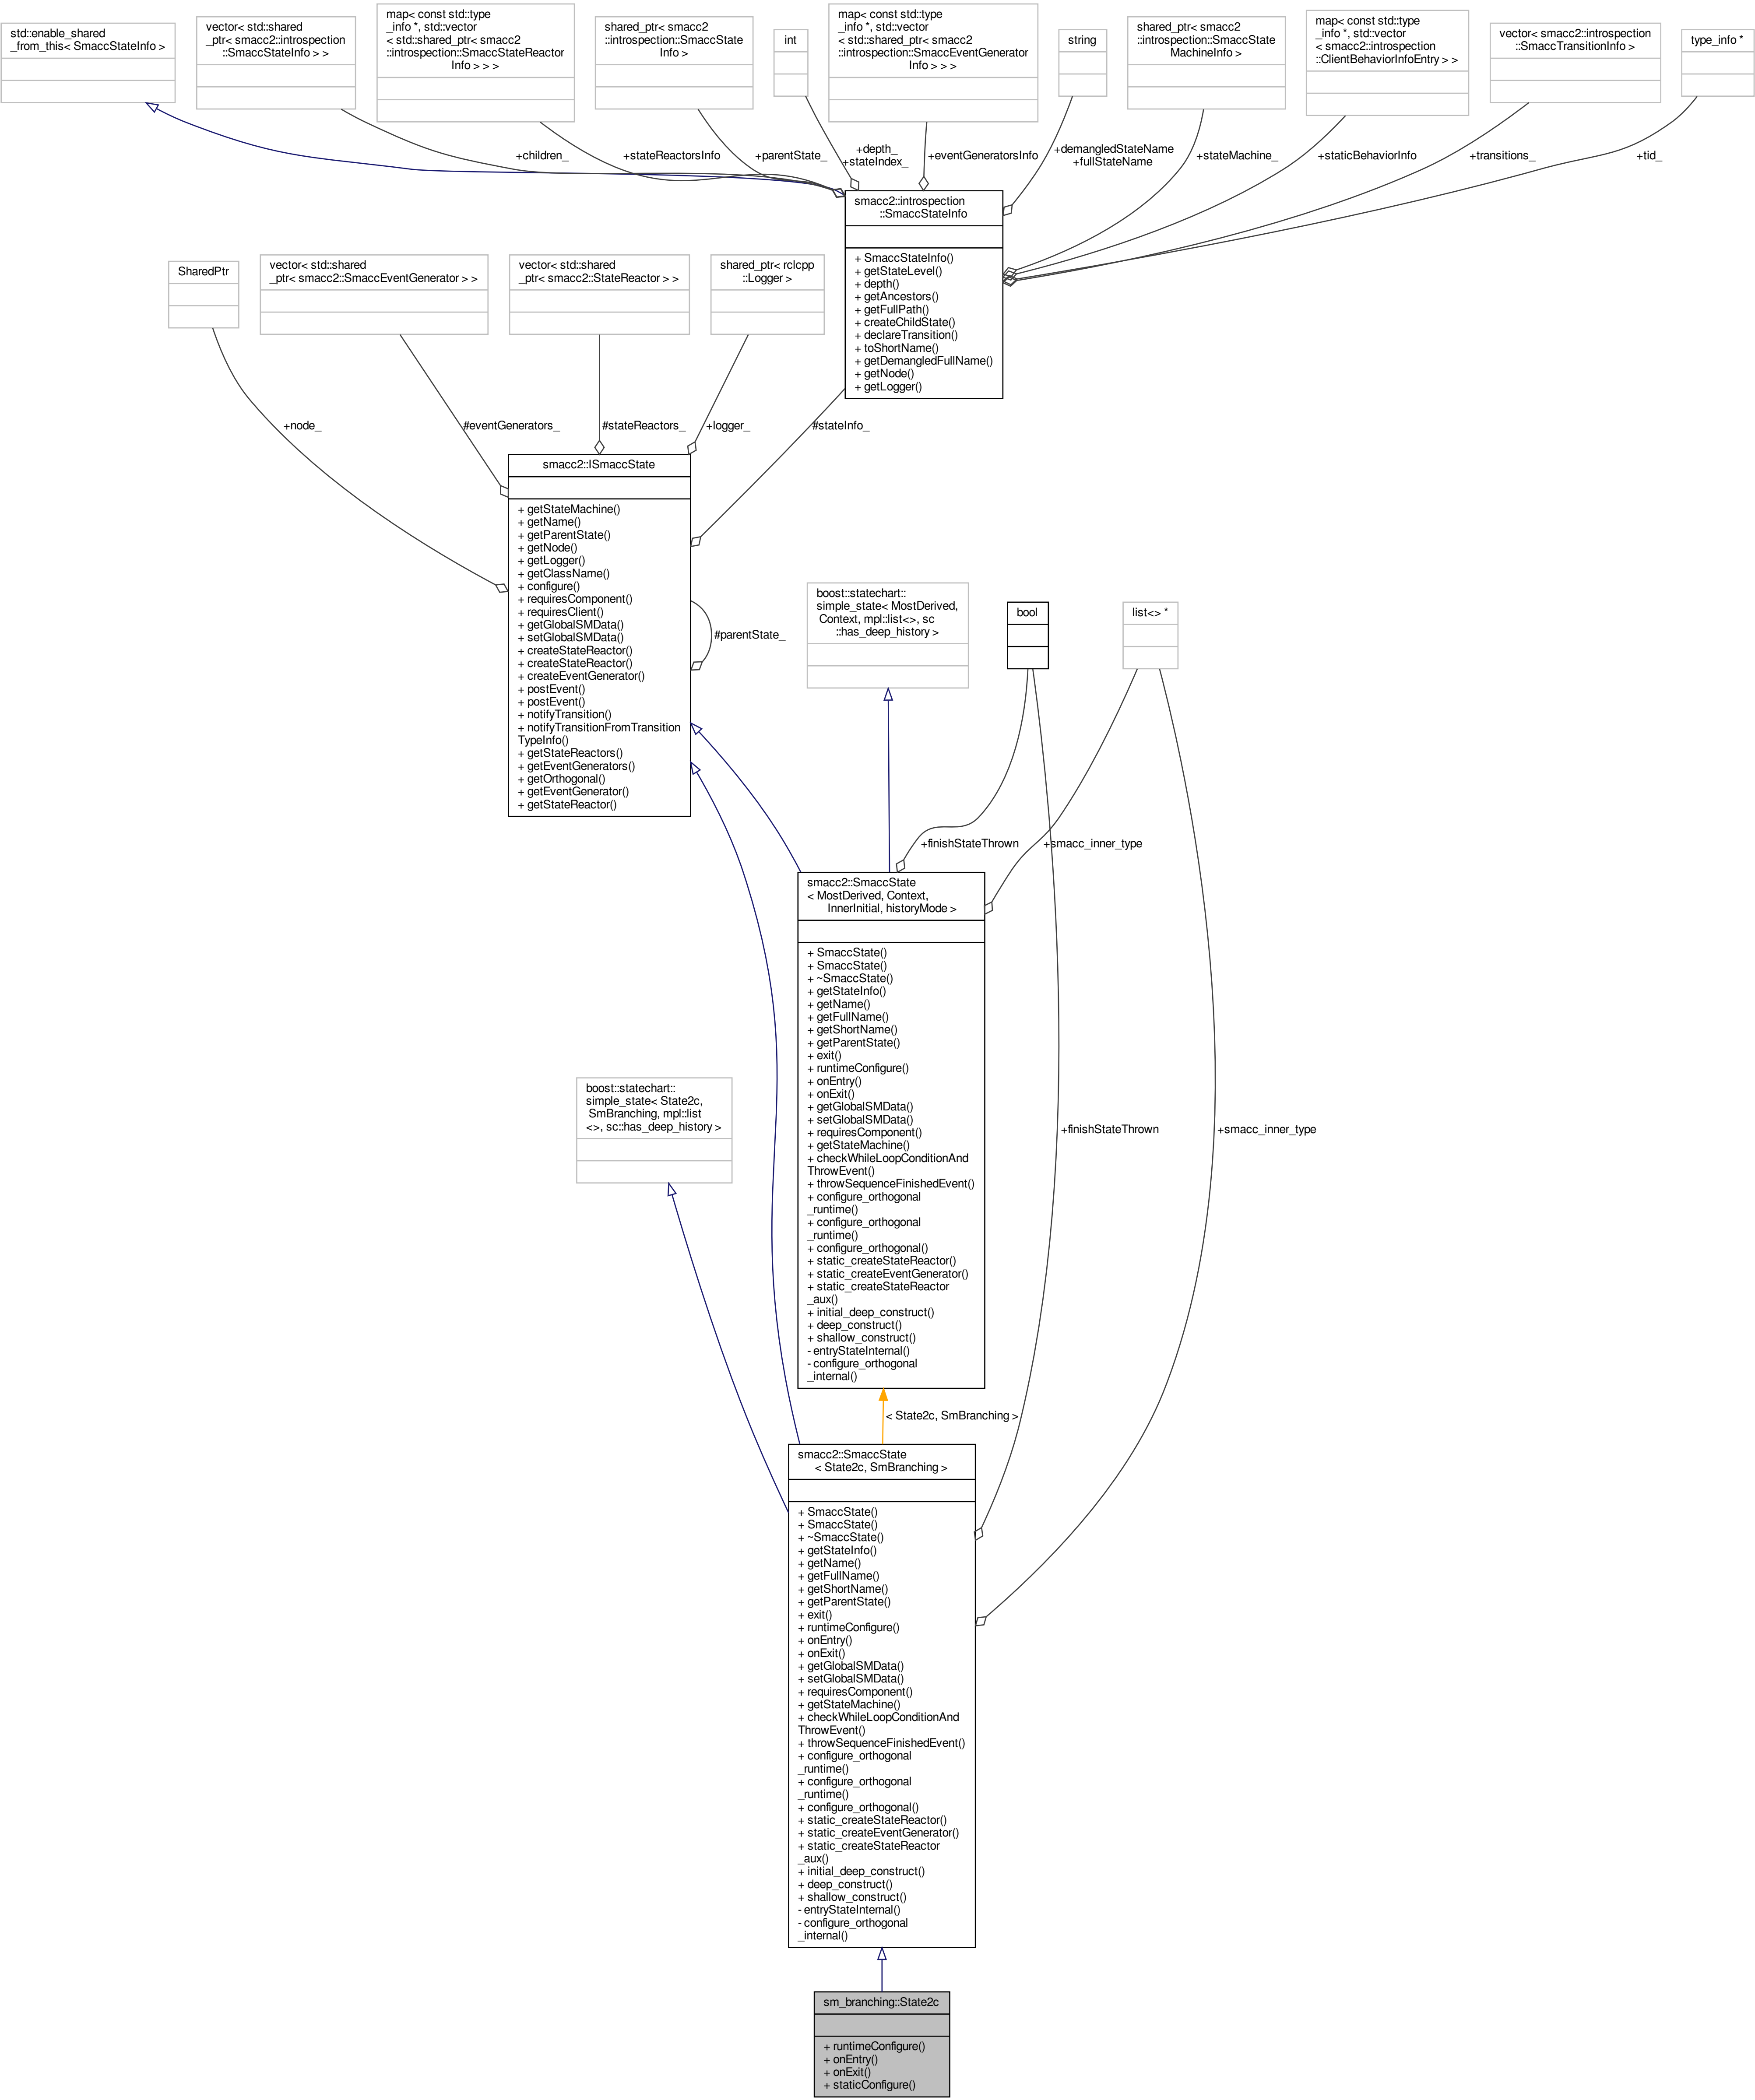 std::enable_shared
_from_this< SmaccStateInfo >
vector< std::shared
_ptr< smacc2::introspection
::SmaccStateInfo > >
map< const std::type
_info *, std::vector
< std::shared_ptr< smacc2
::introspection::SmaccStateReactor
Info > > >
shared_ptr< smacc2
::introspection::SmaccState
Info >
int
map< const std::type
_info *, std::vector
< std::shared_ptr< smacc2
::introspection::SmaccEventGenerator
Info > > >
string
shared_ptr< smacc2
::introspection::SmaccState
MachineInfo >
map< const std::type
_info *, std::vector
< smacc2::introspection
::ClientBehaviorInfoEntry > >
vector< smacc2::introspection
::SmaccTransitionInfo >
type_info *
+children_
+stateReactorsInfo
+parentState_
+depth_
+stateIndex_
+eventGeneratorsInfo
+demangledStateName
+fullStateName
+stateMachine_
+staticBehaviorInfo
+transitions_
+tid_
smacc2::introspection
::SmaccStateInfo
+ SmaccStateInfo()
+ getStateLevel()
+ depth()
+ getAncestors()
+ getFullPath()
+ createChildState()
+ declareTransition()
+ toShortName()
+ getDemangledFullName()
+ getNode()
+ getLogger()
SharedPtr
vector< std::shared
_ptr< smacc2::SmaccEventGenerator > >
vector< std::shared
_ptr< smacc2::StateReactor > >
shared_ptr< rclcpp
::Logger >
+node_
#eventGenerators_
#stateReactors_
+logger_
#stateInfo_
smacc2::ISmaccState
+ getStateMachine()
+ getName()
+ getParentState()
+ getNode()
+ getLogger()
+ getClassName()
+ configure()
+ requiresComponent()
+ requiresClient()
+ getGlobalSMData()
+ setGlobalSMData()
+ createStateReactor()
+ createStateReactor()
+ createEventGenerator()
+ postEvent()
+ postEvent()
+ notifyTransition()
+ notifyTransitionFromTransition
TypeInfo()
+ getStateReactors()
+ getEventGenerators()
+ getOrthogonal()
+ getEventGenerator()
+ getStateReactor()
#parentState_
boost::statechart::
simple_state< MostDerived,
Context, mpl::list<>, sc
::has_deep_history >
bool
list<> *
+finishStateThrown
+smacc_inner_type
smacc2::SmaccState
< MostDerived, Context,
InnerInitial, historyMode >
+ SmaccState()
+ SmaccState()
+ ~SmaccState()
+ getStateInfo()
+ getName()
+ getFullName()
+ getShortName()
+ getParentState()
+ exit()
+ runtimeConfigure()
+ onEntry()
+ onExit()
+ getGlobalSMData()
+ setGlobalSMData()
+ requiresComponent()
+ getStateMachine()
+ checkWhileLoopConditionAnd
ThrowEvent()
+ throwSequenceFinishedEvent()
+ configure_orthogonal
_runtime()
+ configure_orthogonal
_runtime()
+ configure_orthogonal()
+ static_createStateReactor()
+ static_createEventGenerator()
+ static_createStateReactor
_aux()
+ initial_deep_construct()
+ deep_construct()
+ shallow_construct()
- entryStateInternal()
- configure_orthogonal
_internal()
boost::statechart::
simple_state< State2c,
SmBranching, mpl::list
<>, sc::has_deep_history >
+finishStateThrown
+smacc_inner_type
< State2c, SmBranching >
smacc2::SmaccState
< State2c, SmBranching >
+ SmaccState()
+ SmaccState()
+ ~SmaccState()
+ getStateInfo()
+ getName()
+ getFullName()
+ getShortName()
+ getParentState()
+ exit()
+ runtimeConfigure()
+ onEntry()
+ onExit()
+ getGlobalSMData()
+ setGlobalSMData()
+ requiresComponent()
+ getStateMachine()
+ checkWhileLoopConditionAnd
ThrowEvent()
+ throwSequenceFinishedEvent()
+ configure_orthogonal
_runtime()
+ configure_orthogonal
_runtime()
+ configure_orthogonal()
+ static_createStateReactor()
+ static_createEventGenerator()
+ static_createStateReactor
_aux()
+ initial_deep_construct()
+ deep_construct()
+ shallow_construct()
- entryStateInternal()
- configure_orthogonal
_internal()
sm_branching::State2c
+ runtimeConfigure()
+ onEntry()
+ onExit()
+ staticConfigure()